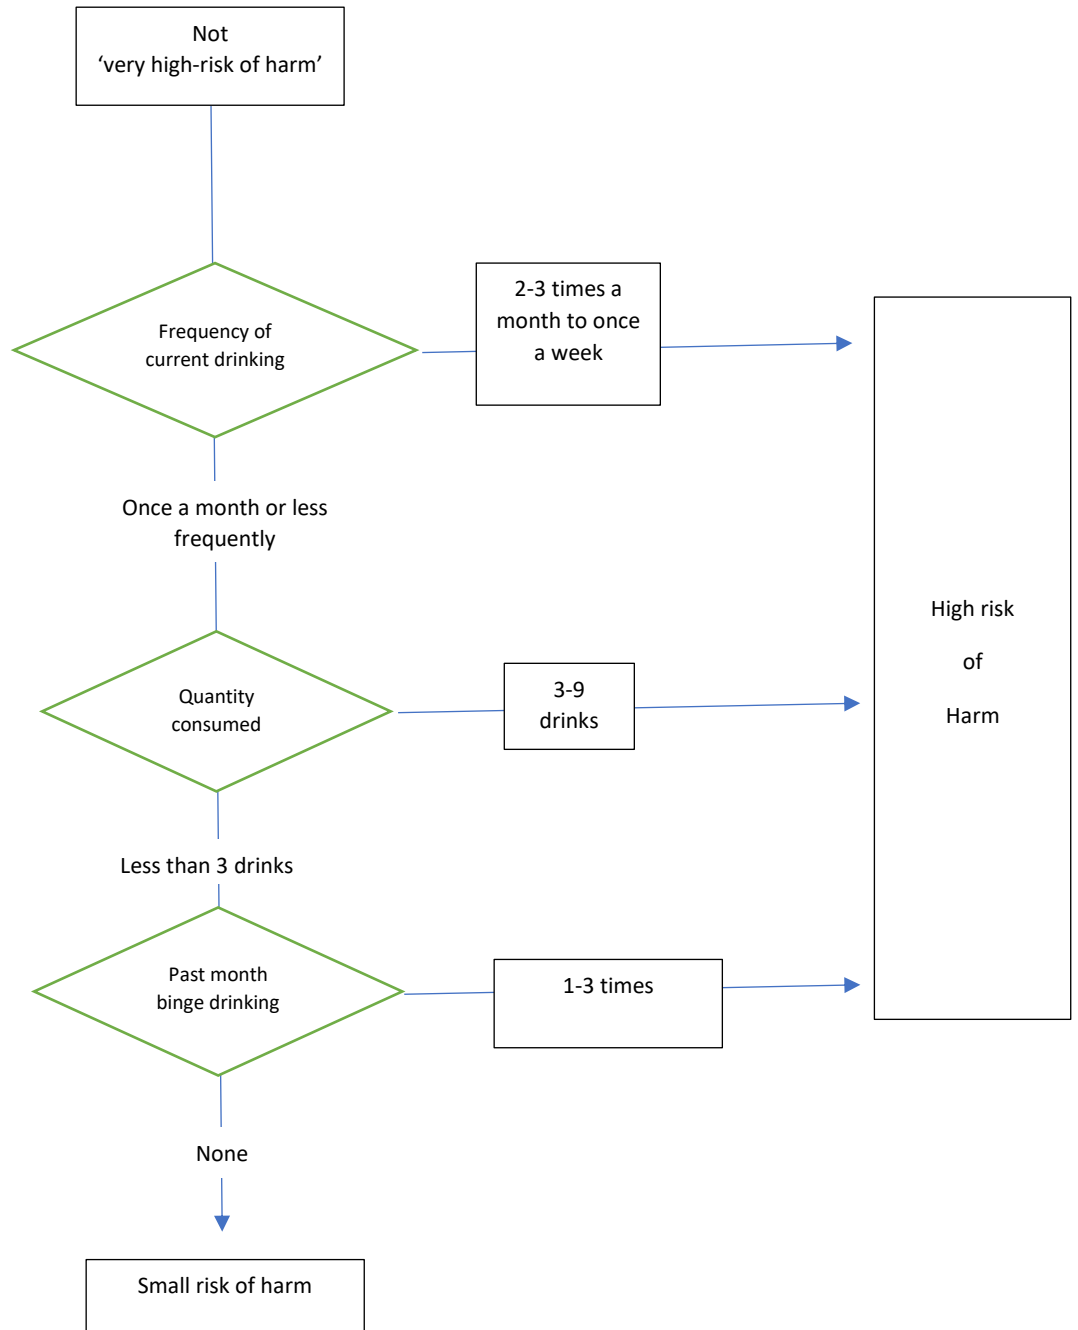 Not
‘very high-risk of harm’
Frequency of
current drinking
2-3 times a
month to once
a week
Once a month or less
frequently
Quantity
consumed
3-9
drinks
High risk
of
Harm
Less than 3 drinks
Past month
binge drinking
1-3 times
None
Small risk of harm